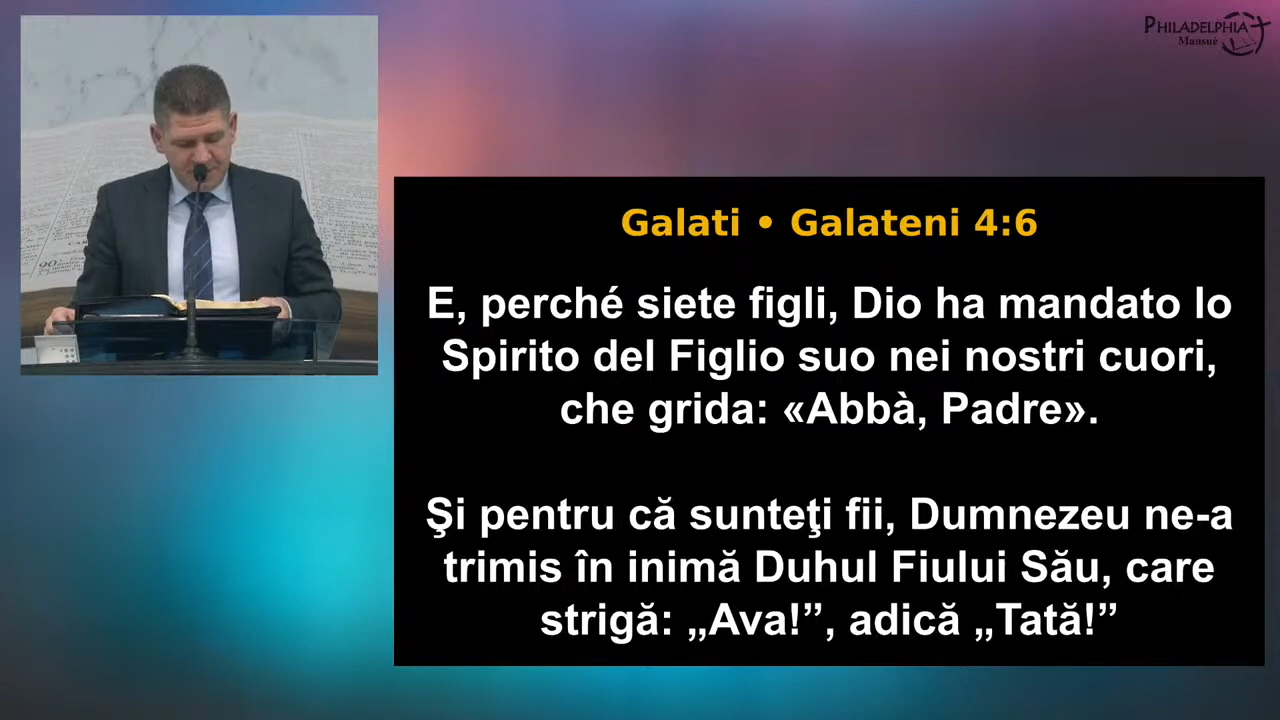 PHILADELPHIA
Mansuè
Galati • Galateni 4:6
E, perché siete figli, Dio ha mandato lo
Spirito del Figlio suo nei nostri cuori,
che grida: «Abbà, Padre».
Şi pentru că sunteţi fii, Dumnezeu ne-a
trimis în inimă Duhul Fiului Său, care
strigă: „Ava!”, adică „Tată!”